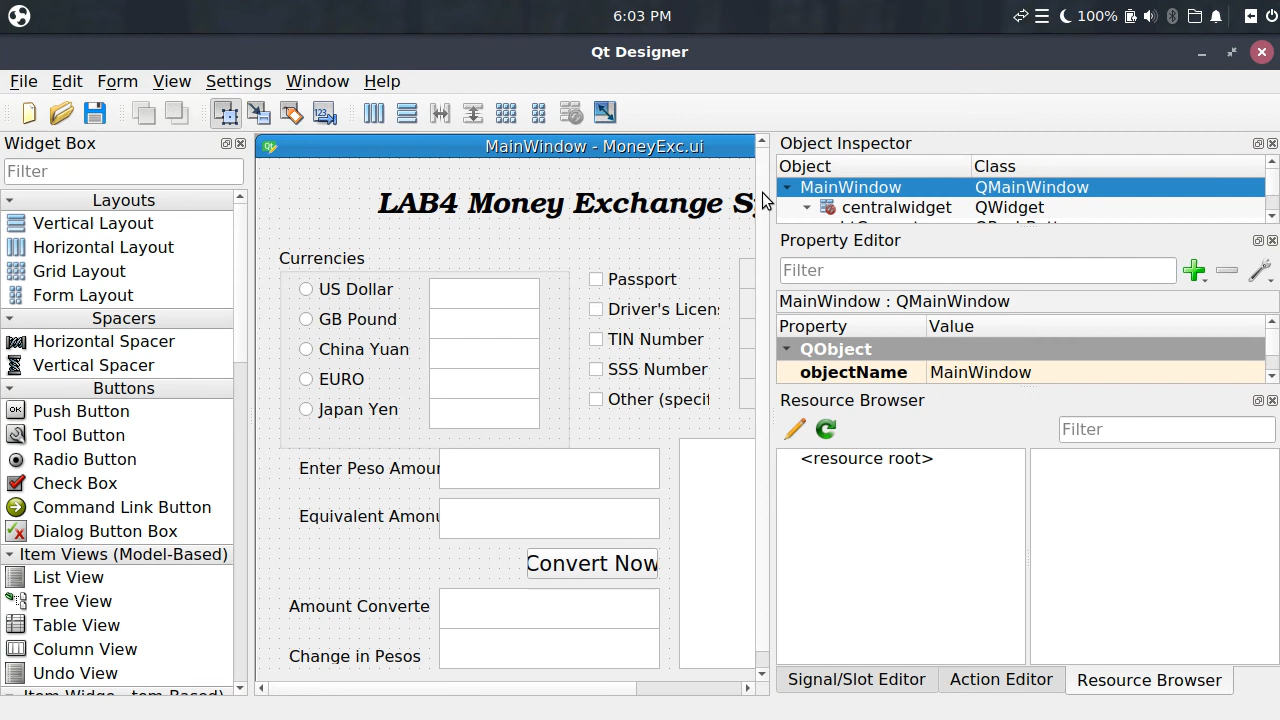 6:03 PM
100%
Qt Designer
File Edit Form View Settings Window Help
Widget Box
Filter
Layouts
Vertical Layout
Horizontal Layout
Grid Layout
Form Layout
Spacers
Horizontal Spacer
Vertical Spacer
Buttons
Push Button
Tool Button
Radio Button
Check Box
Command Link Button
Dialog Button Box
Item Views (Model-Based)
List View
Tree View
Table View
Column View
Undo View
MainWindow - MoneyExc.ui
LAB4 Money Exchange Sy
Currencies
US Dollar
GB Pound
China Yuan
EURO
Japan Yen
Passport
Driver's Licens
TIN Number
SSS Number
Other (specif
Enter Peso Amour
Equivalent Amonu
Convert Now
Amount Converte
Change in Pesos
Object Inspector
Object Class
MainWindow QMainWindow
centralwidget QWidget
Property Editor
Filter
MainWindow : QMainWindow
Property Value
QObject
objectName MainWindow
Resource Browser
Filter
<resource root>
Signal/Slot Editor Action Editor Resource Browser